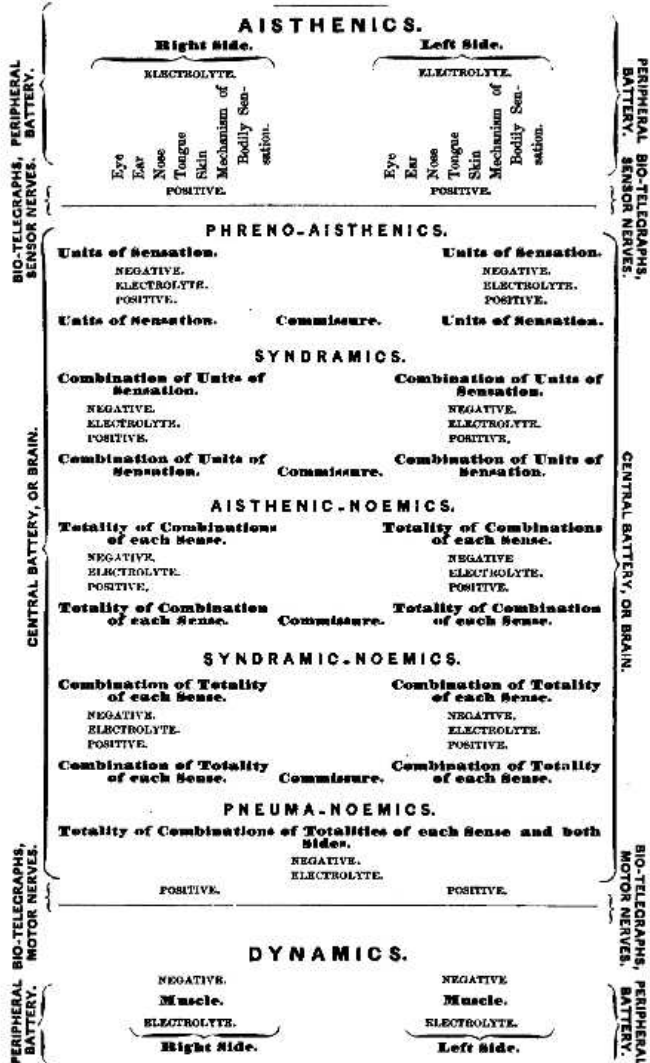 AISTHENICS.
Right Side. Left Side.
ELECTROLYTE. ELECTROLYTE.
Eye
Ear
Nose
Tongue
Skin
Mechanism of
Bodily Sen-
sation.
Eye
Ear
Nose
Tongue
Skin
Mechanism of
Bodily Sen-
sation.
POSITIVE. POSITIVE.
PERIPHERAL
BATTERY.
BIO-TELEGRAPHS,
SENSOR NERVES.
PERIPHERAL
BATTERY.
BIO-TELEGRAPHS,
SENSOR NERVES.
PHRENO-AISTHENICS.
Units of Sensation. Units of Sensation.
NEGATIVE. NEGATIVE.
ELECTROLYTE. ELECTROLYTE.
POSITIVE. POSITIVE.
Units of Sensation. Commissure. Units of Sensation.
SYNDRAMICS.
Combination of Units of Combination of Units of
Sensation. Sensation.
NEGATIVE. NEGATIVE.
ELECTROLYTE. ELECTROLYTE.
POSITIVE. POSITIVE,
Combination of Units of Combination of Units of
Sensation. Commissure. Sensation.
AISTHENIC-NOEMICS.
Totality of Combinations Totality of Combinations
of each Sense. of each Sense.
NEGATIVE. NEGATIVE
ELECTROLYTE. ELECTROLYTE.
POSITIVE. POSITIVE.
Totality of Combination Totality of Combination
of each Sense. Commissure. of each Sense.
SYNDRAMIC-NOEMICS.
Combination of Totality Combination of Totality
of each Sense. of each Sense.
NEGATIVE. NEGATIVE.
ELECTROLYTE. ELECTROLYTE.
POSITIVE. POSITIVE.
Combination of Totality Combination of Totality
of each Sense. Commissure. of each Sense.
PNEUMA-NOEMICS.
Totality of Combinations of Totalities of each Sense and both
Sides.
NEGATIVE.
ELECTROLYTE.
POSITIVE. POSITIVE.
CENTRAL BATTERY, OR BRAIN.
CENTRAL BATTERY, OR BRAIN.
DYNAMICS.
NEGATIVE. NEGATIVE
Muscle. Muscle.
ELECTROLYTE. ELECTROLYTE.
Right Side. Left Side.
BIO-TELEGRAPHS,
MOTOR NERVES.
PERIPHERAL
BATTERY.
BIO-TELEGRAPHS,
MOTOR NERVES.
PERIPHERAL
BATTERY.